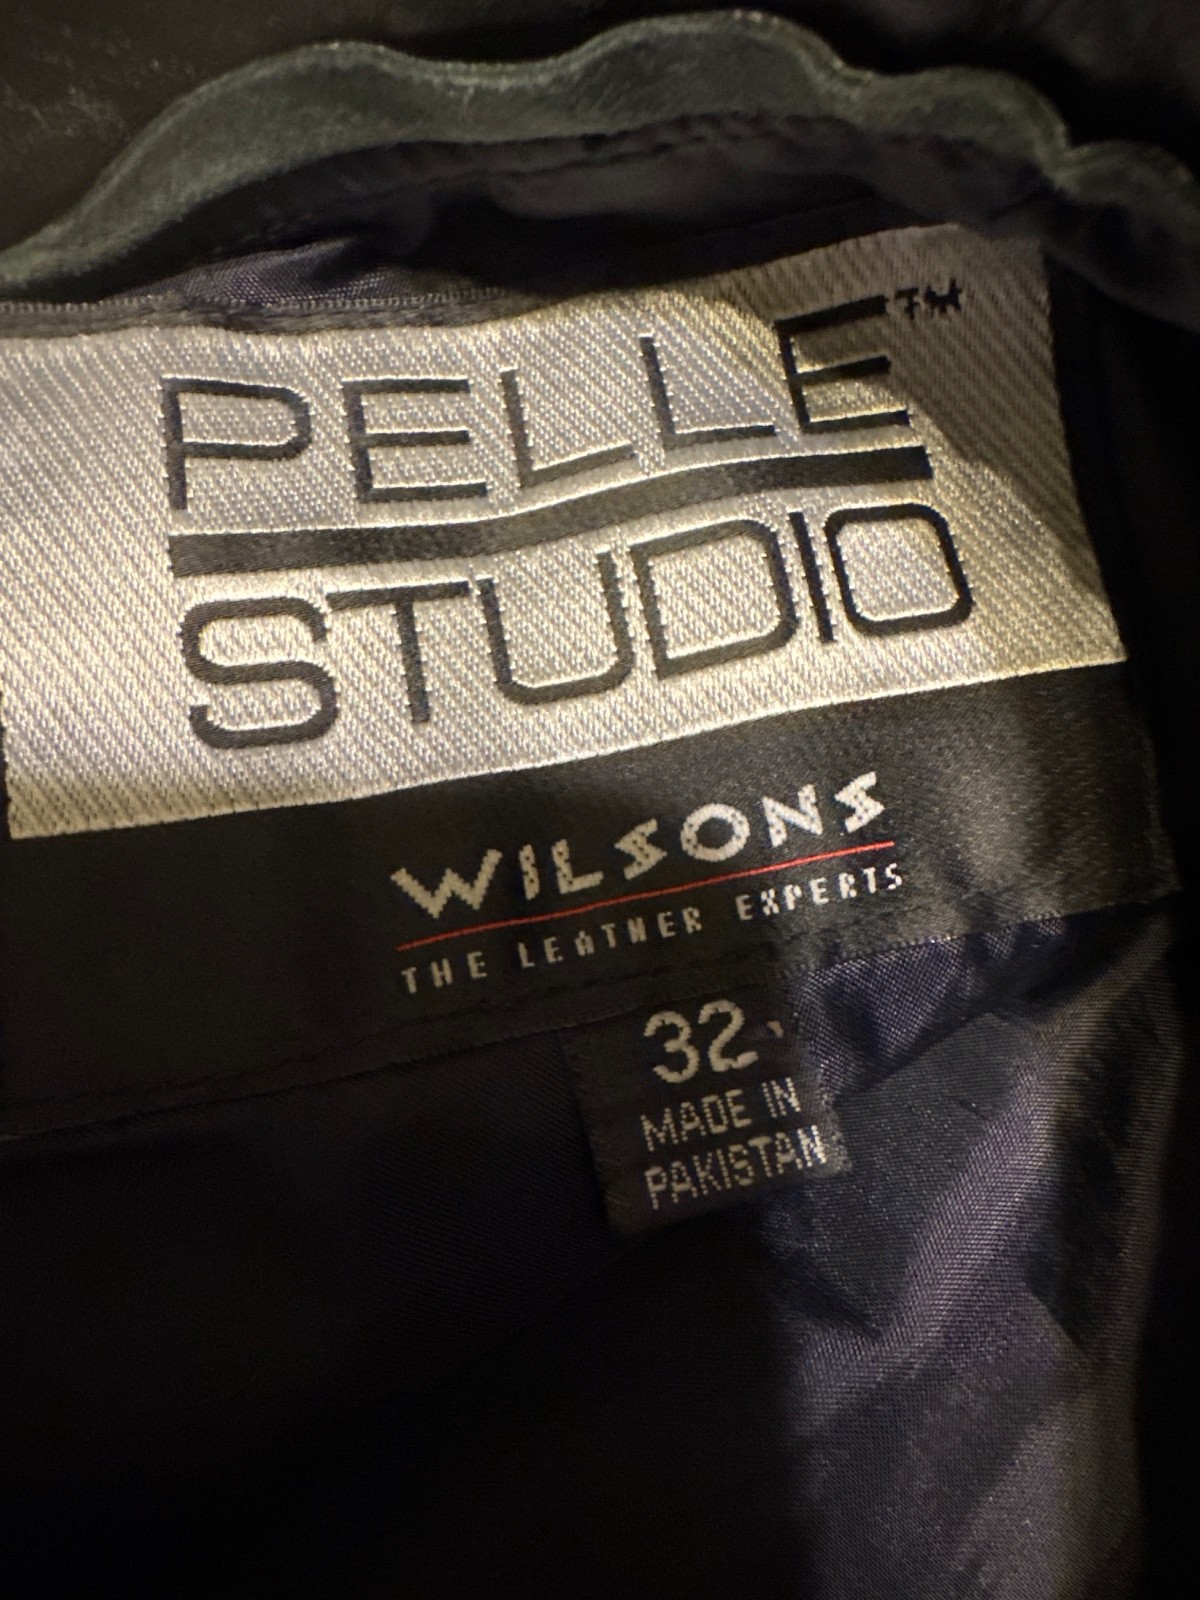 PELLE™
STUDIO
WILSONS
THE LEATHER EXPERTS
32
MADE IN
PAKISTAN